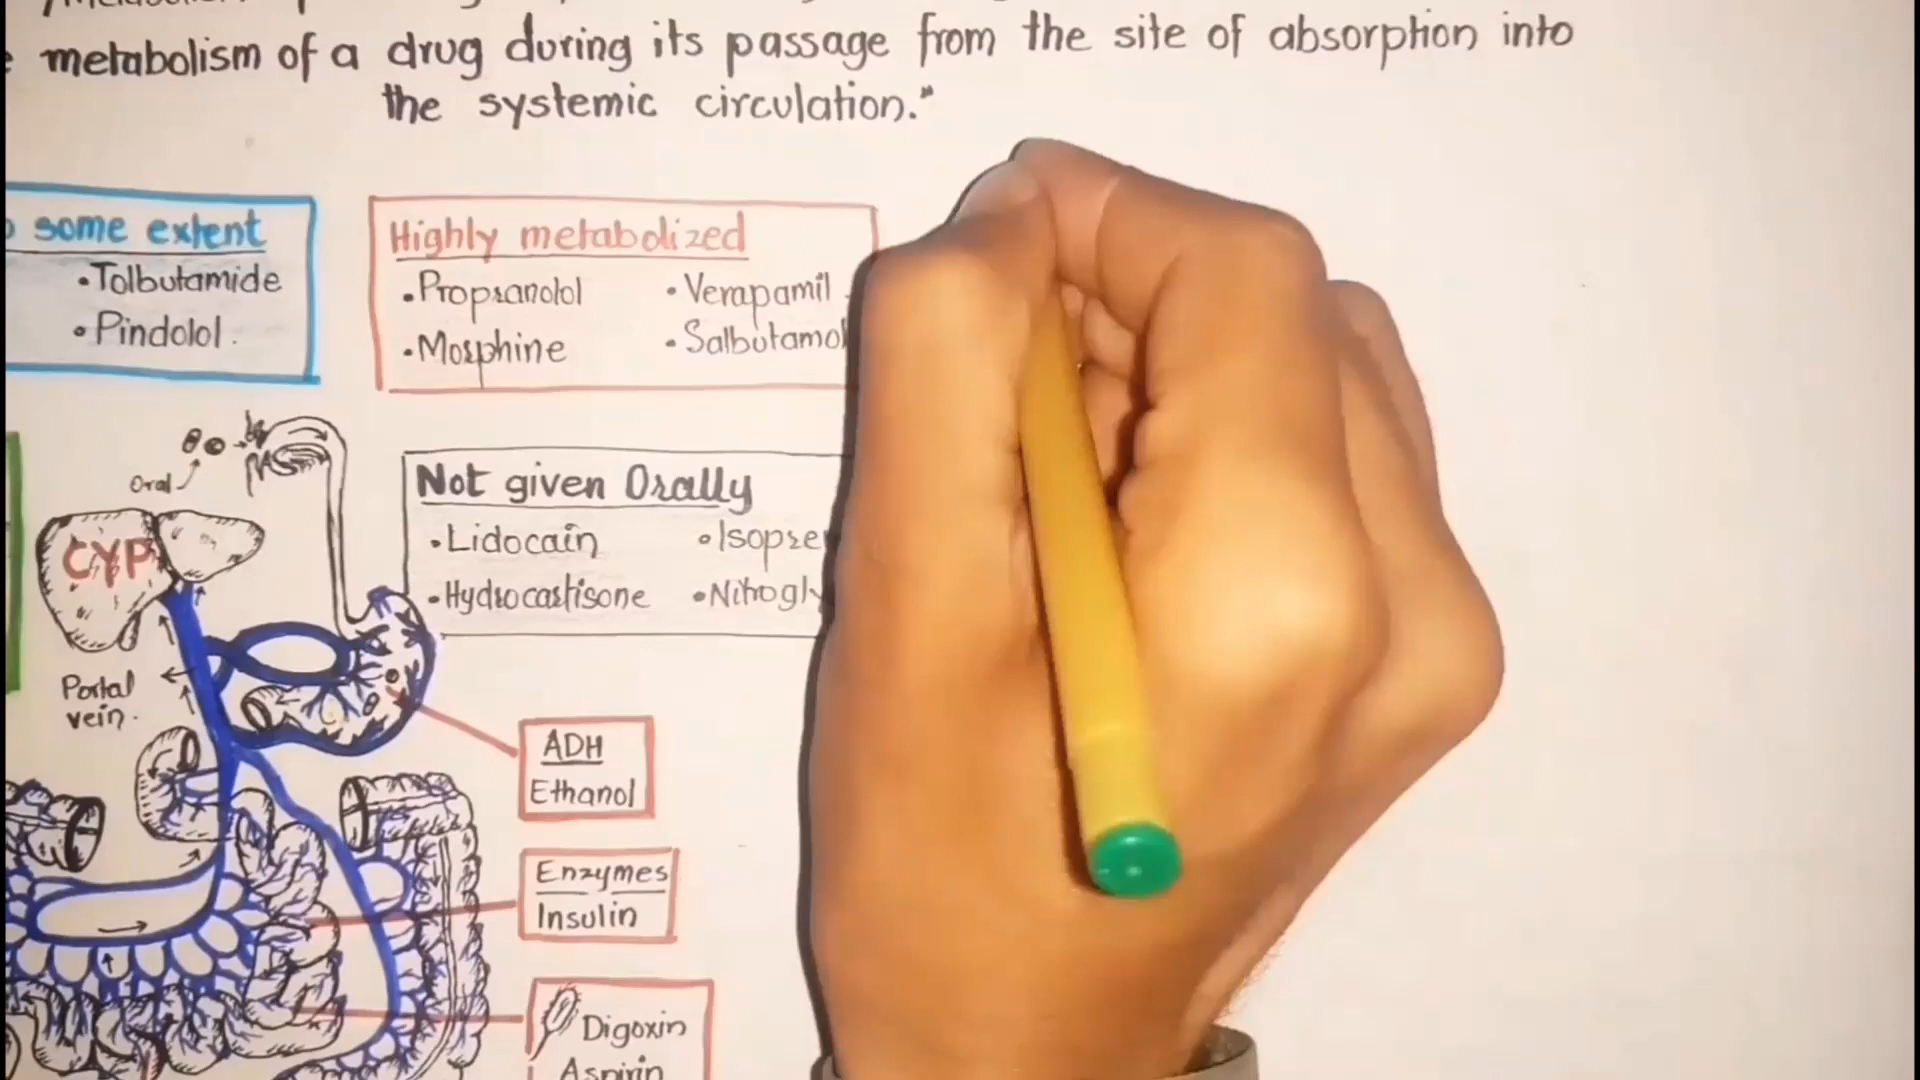 metabolism of a drug during its passage from the site of absorption into
the systemic circulation."
some extent
•Tolbutamide
•Pindolol.
Highly metabolized
•Propranolol •Verapamil
•Morphine •Salbutamol
Oral
CYP
Not given Orally
•Lidocain
•Hydrocortisone
Portal
vein.
ADH
Ethanol
Enzymes
Insulin
Digoxin
Aspirin